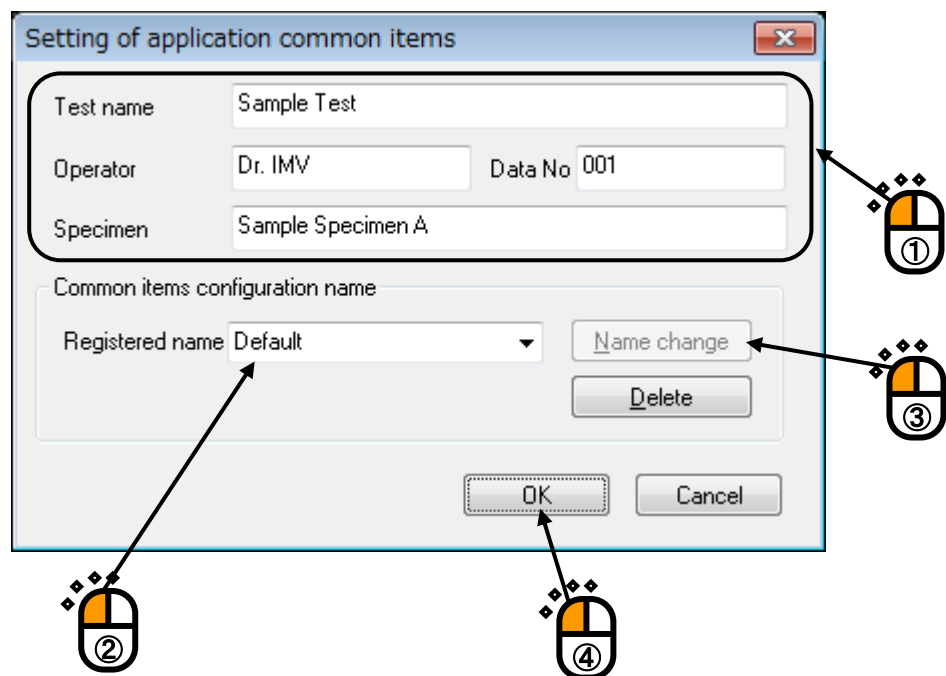 Setting of application common items
Test name Sample Test
Operator Dr. IMV Data No 001
Specimen Sample Specimen A
①
Common items configuration name
Registered name Default Name change
Delete
③
OK Cancel
②
④